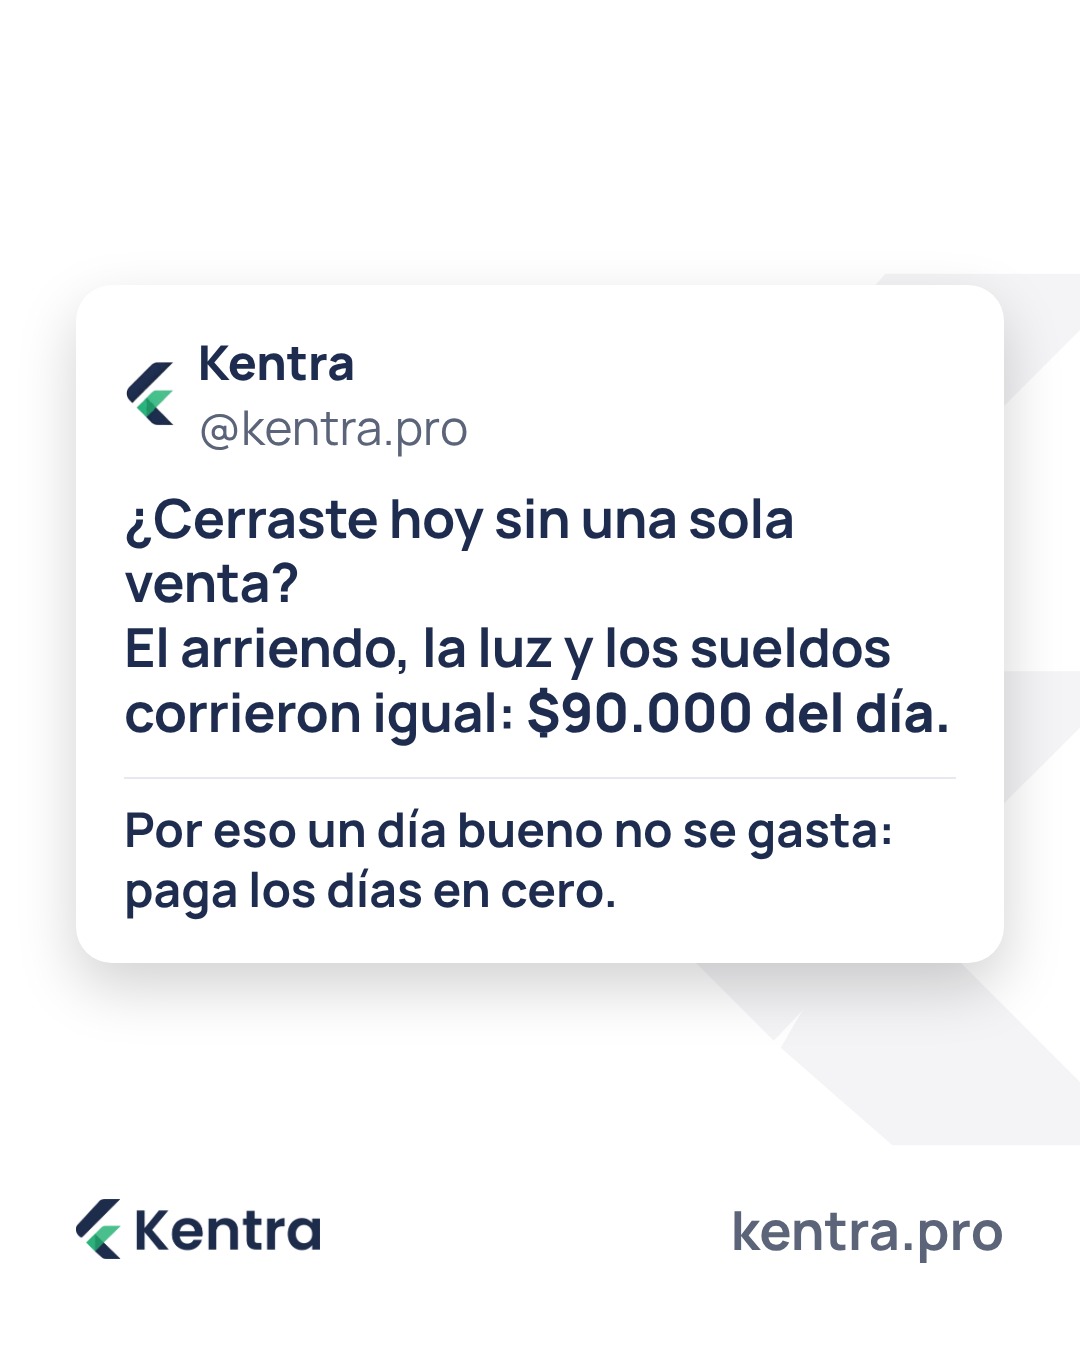 Kentra
@kentra.pro
¿Cerraste hoy sin una sola
venta?
El arriendo, la luz y los sueldos
corrieron igual: $90.000 del día.
Por eso un día bueno no se gasta:
paga los días en cero.
Kentra
kentra.pro